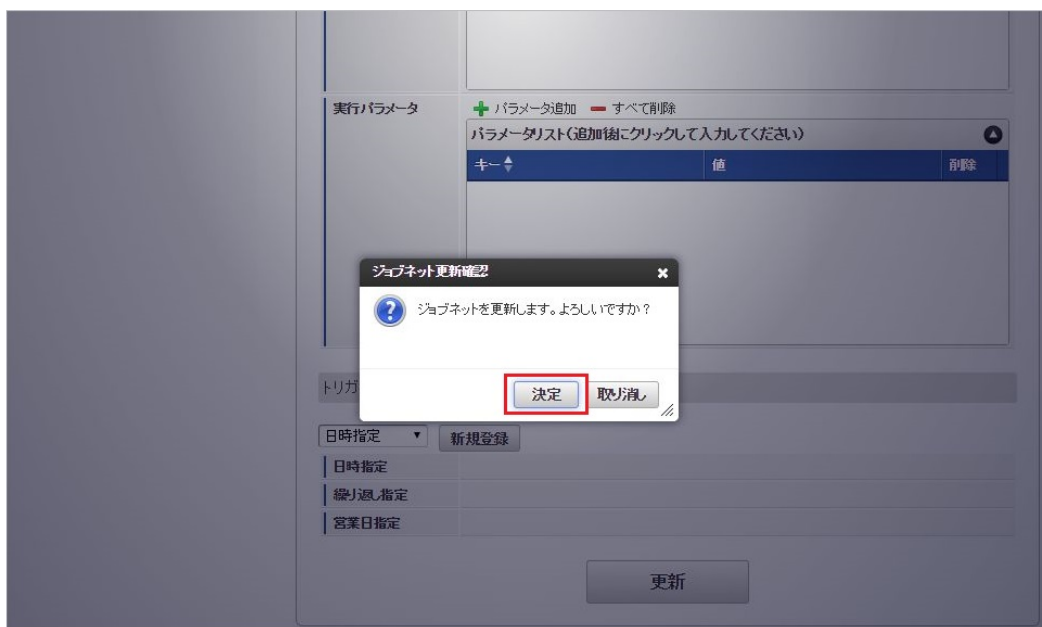 実行パラメータ
パラメータ追加 すべて削除
パラメータリスト(追加後にクリックして入力してください)
キー 値 削除
ジョブネット更新確認
ジョブネットを更新します。よろしいですか?
決定 取り消し
トリガ
日時指定 新規登録
日時指定
繰り返し指定
営業日指定
更新